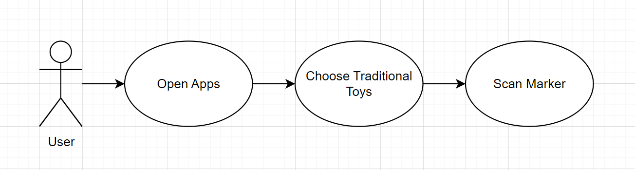 User
Open Apps
Choose Traditional
Toys
Scan Marker